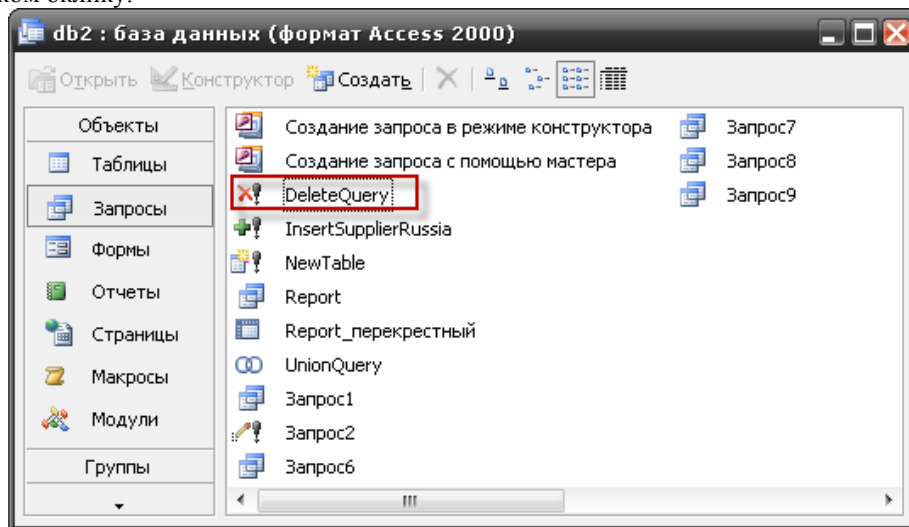 ком окпику.
db2 : база данных (формат Access 2000)
Открыть Конструктор Создать
Объекты
Таблицы
Запросы
Формы
Отчеты
Страницы
Макросы
Модули
Группы
Создание запроса в режиме конструктора
Создание запроса с помощью мастера
DeleteQuery
InsertSupplierRussia
NewTable
Report
Report_перекрестный
UnionQuery
Запрос1
Запрос2
Запрос6
Запрос7
Запрос8
Запрос9